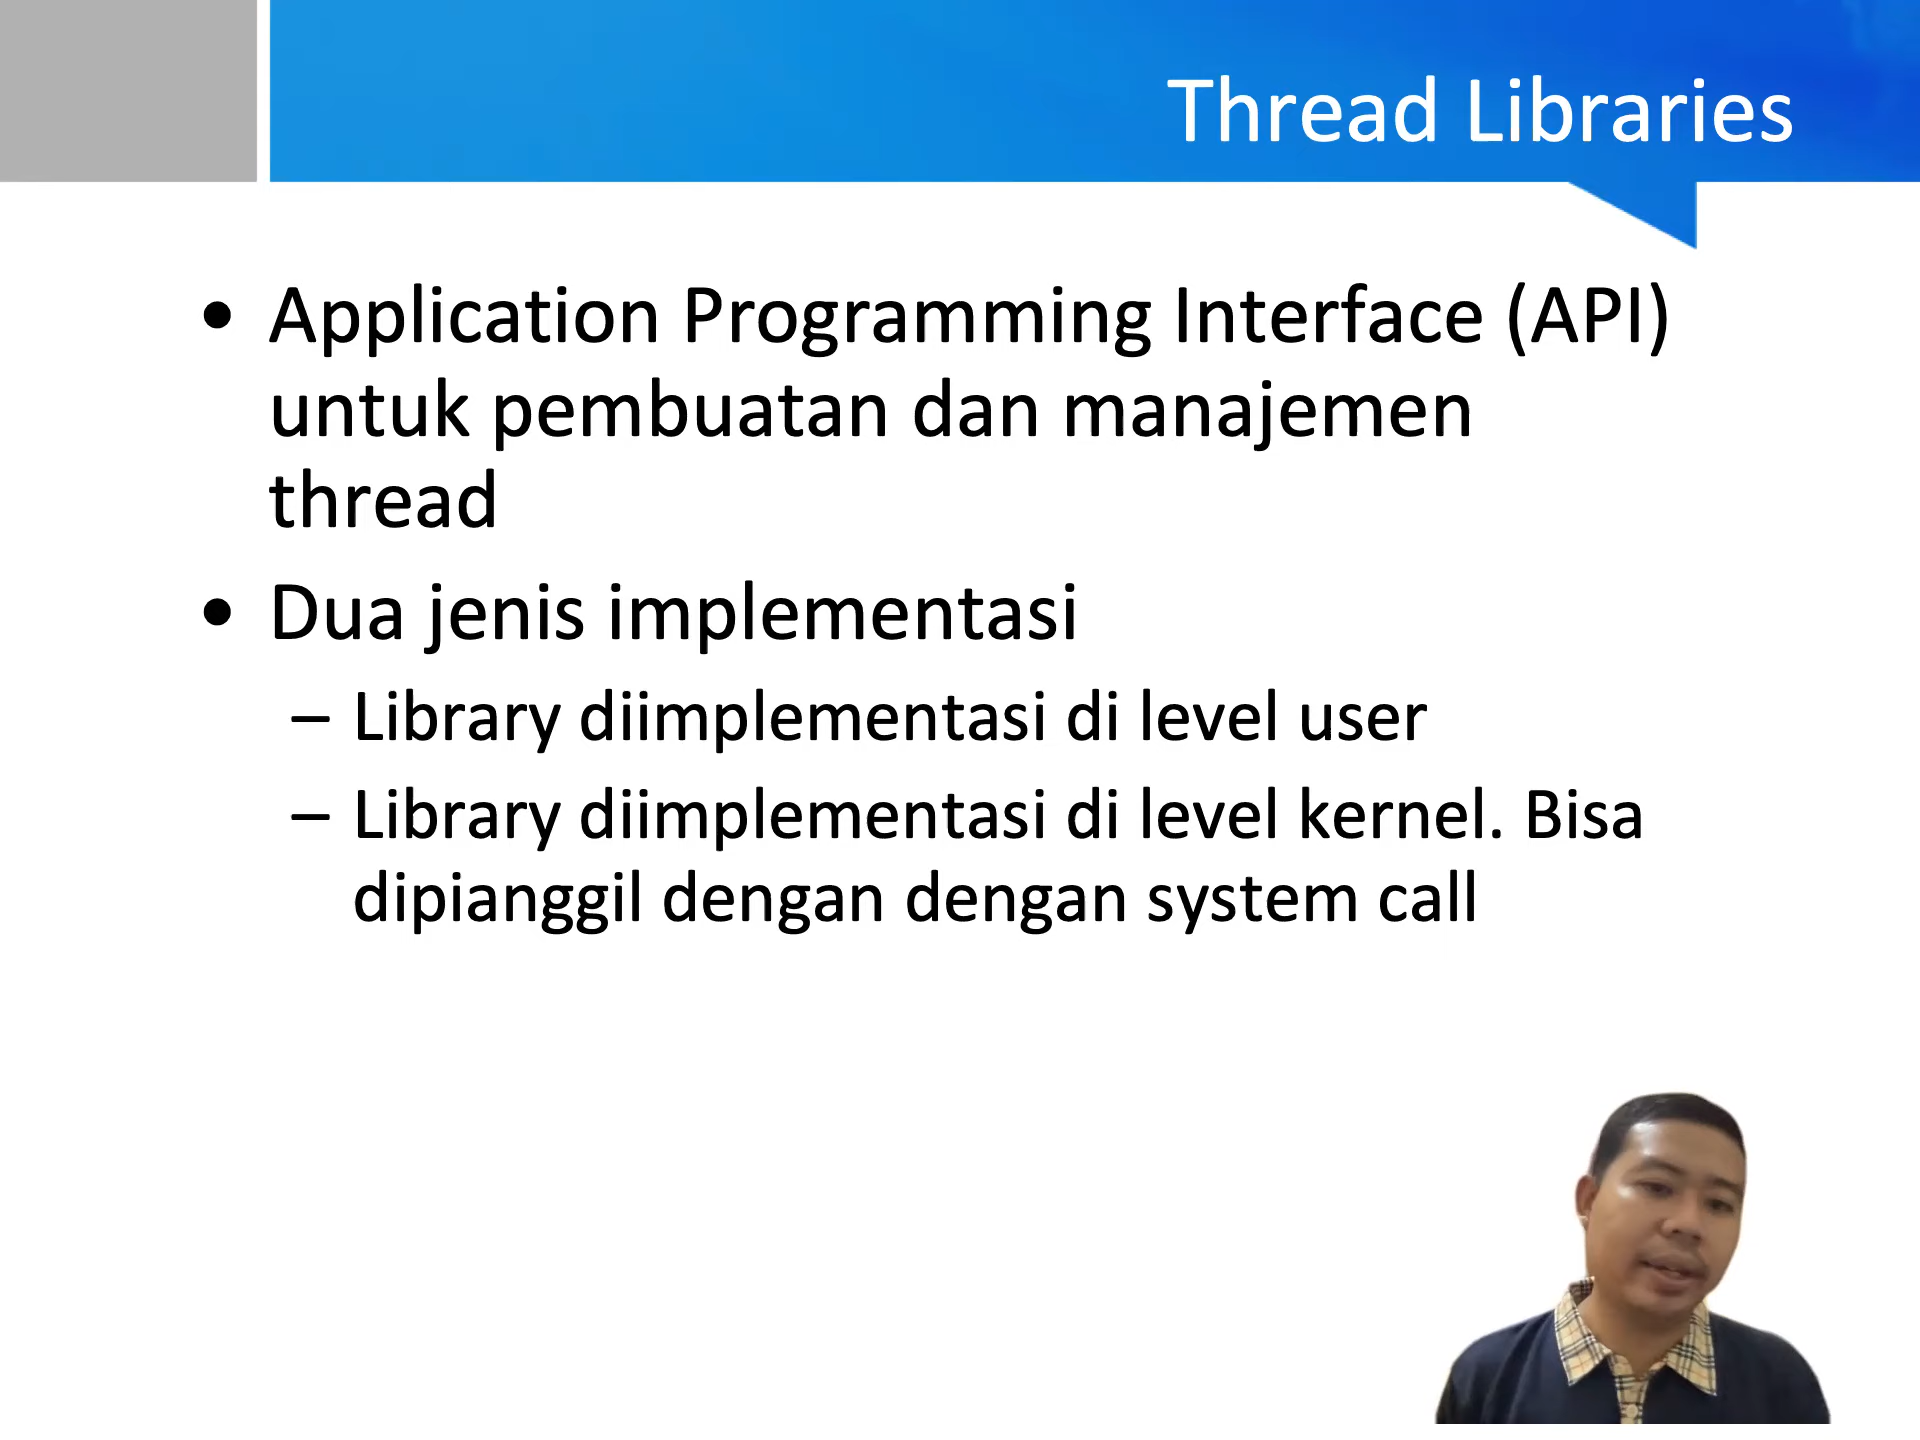 Thread Libraries
• Application Programming Interface (API)
untuk pembuatan dan manajemen
thread
• Dua jenis implementasi
– Library diimplementasi di level user
– Library diimplementasi di level kernel. Bisa
dipianggil dengan dengan system call